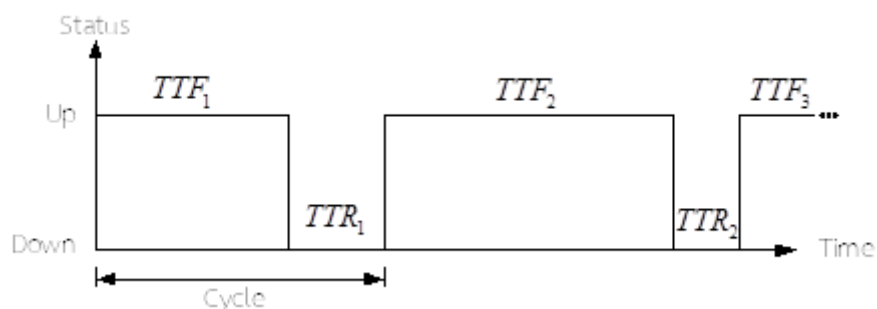 Status
TTF₁
TTF₂
TTF₃
Up
...
TTR₁
TTR₂
Down
Time
Cycle